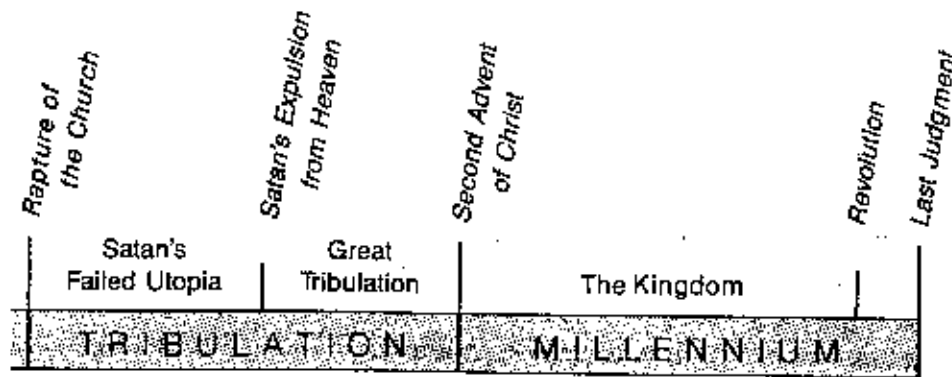 Rapture of
the Church
Satan's Expulsion
from Heaven
Second Advent
of Christ
Revolution
Last Judgment
Satan's
Failed Utopia
Great
Tribulation
The Kingdom
TRIBULATION
MILLENNIUM